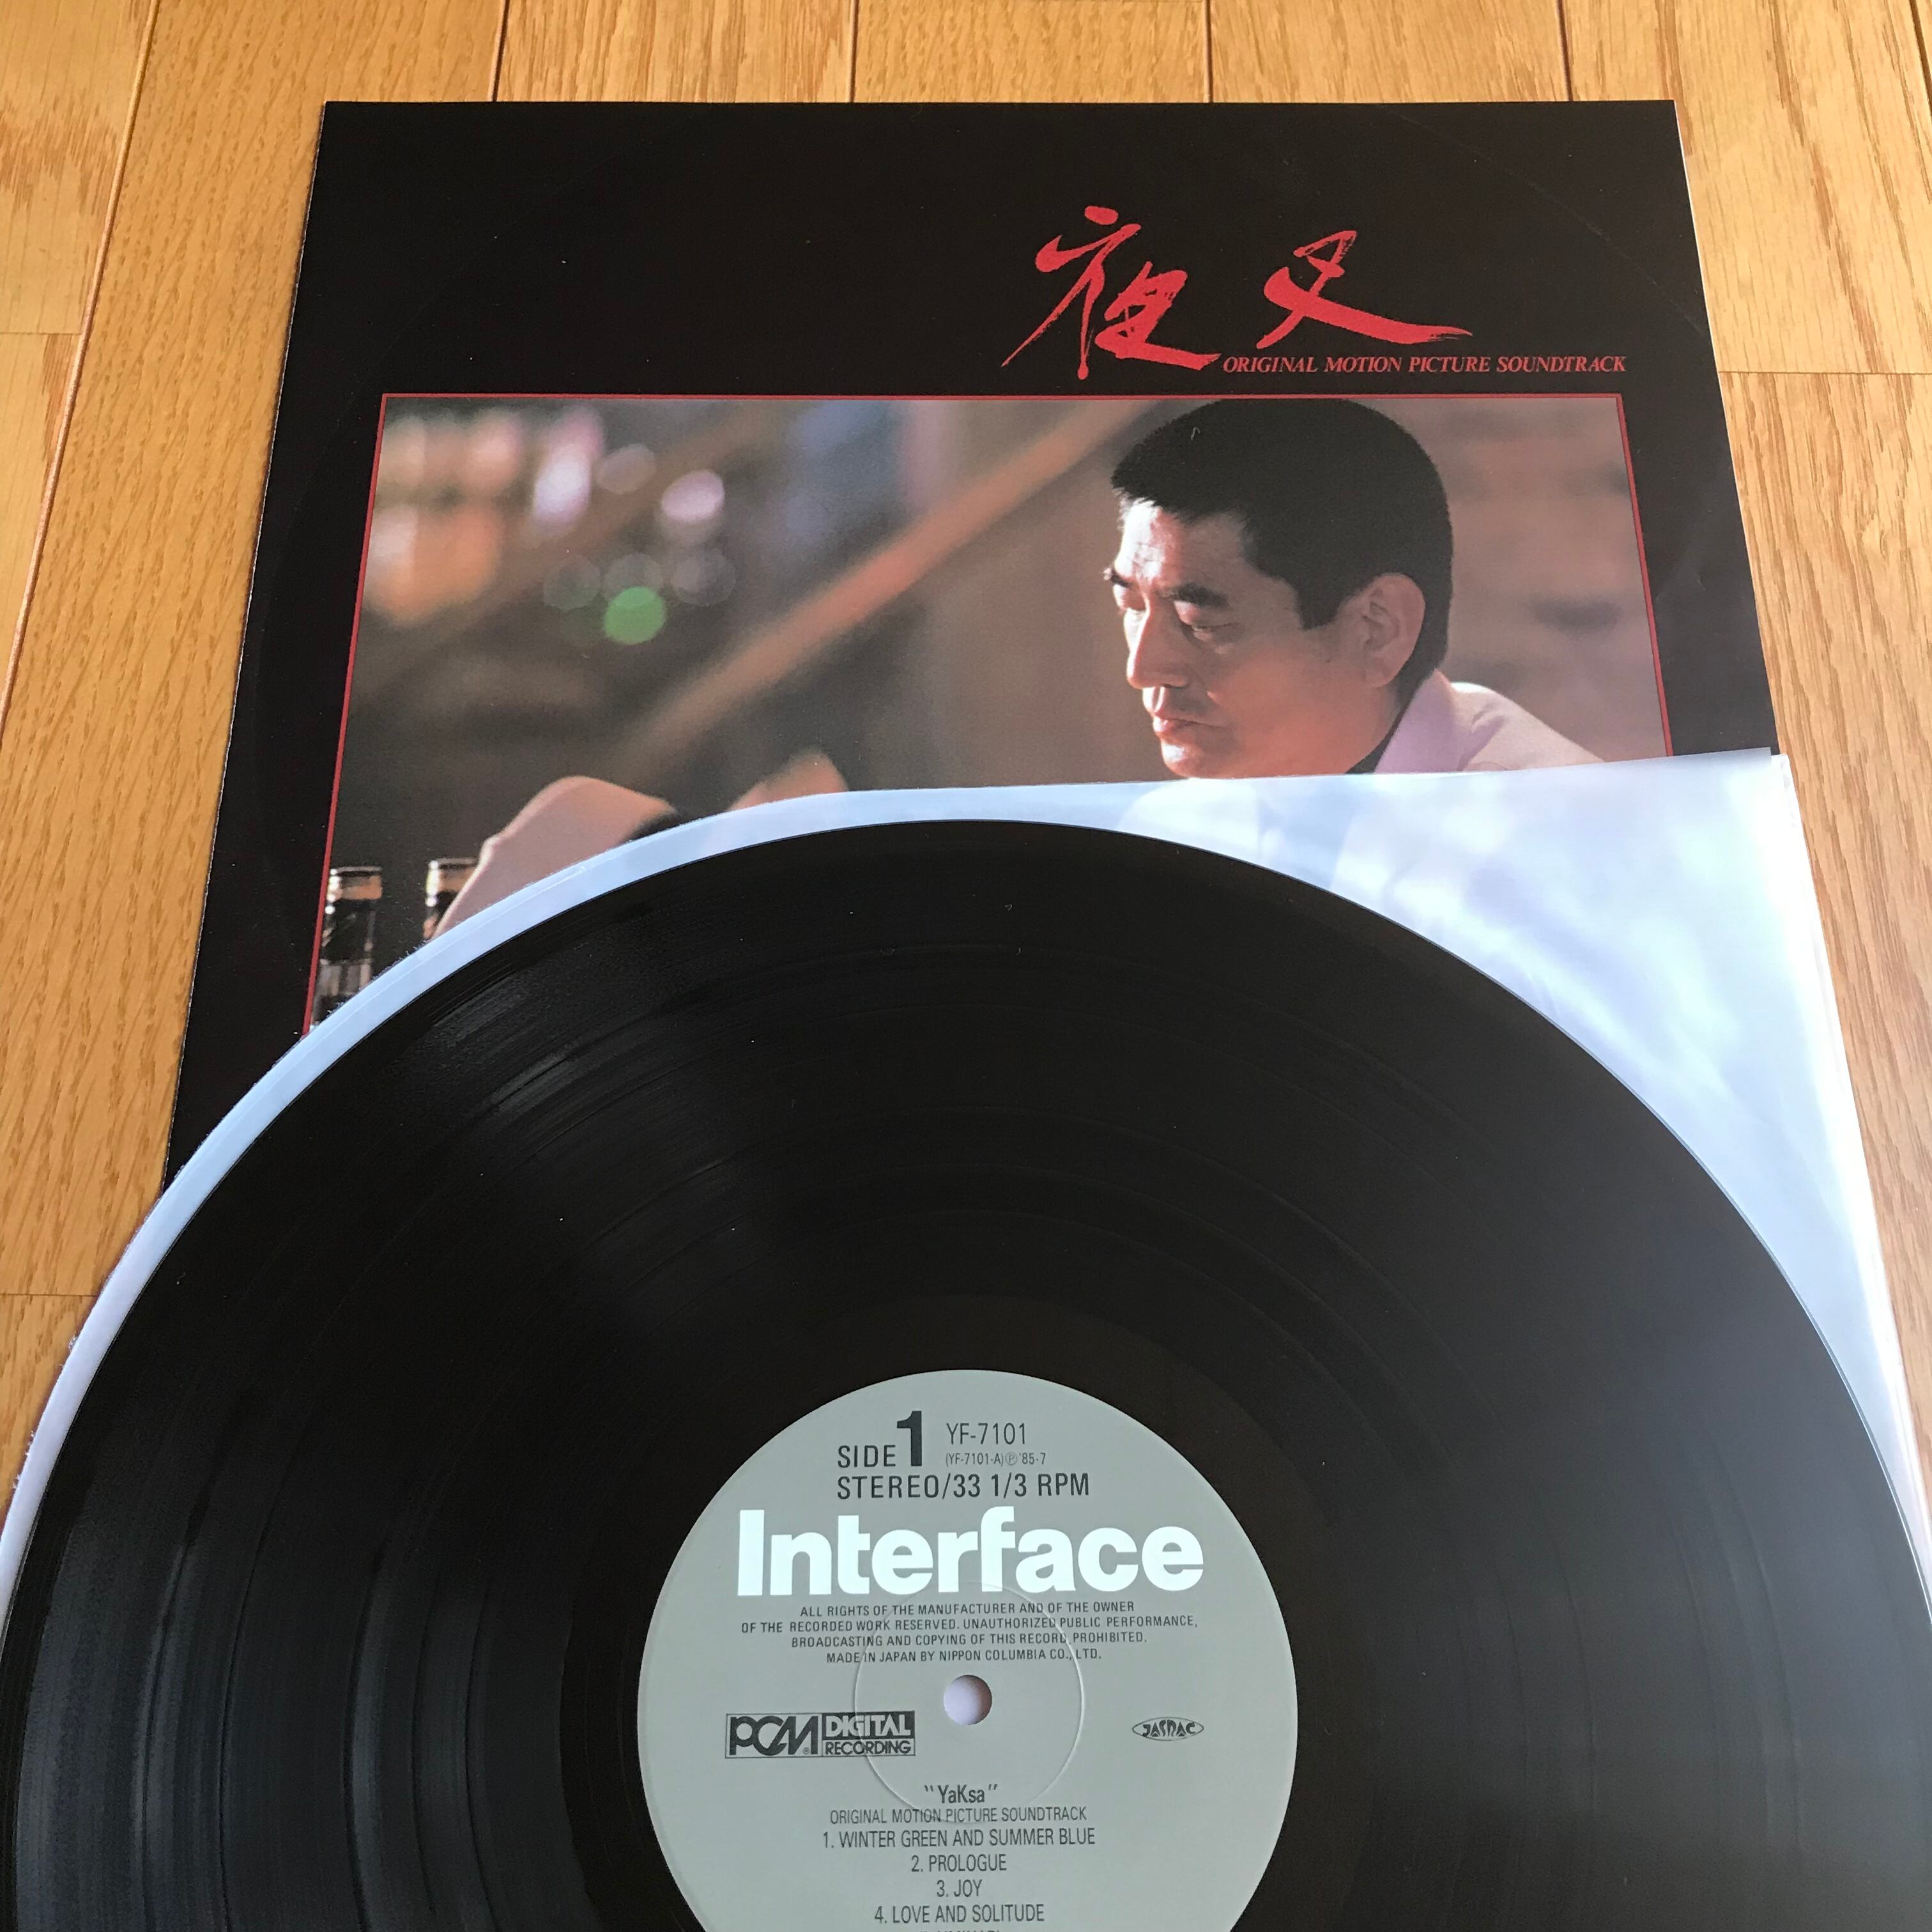 夜叉
ORIGINAL MOTION PICTURE SOUNDTRACK
SIDE 1 YF-7101
(YF-7101-A)Ⓟ'85-7
STEREO/33 1/3 RPM
Interface
ALL RIGHTS OF THE MANUFACTURER AND OF THE OWNER
OF THE RECORDED WORK RESERVED. UNAUTHORIZED PUBLIC PERFORMANCE,
BROADCASTING AND COPYING OF THIS RECORD PROHIBITED.
MADE IN JAPAN BY NIPPON COLUMBIA CO., LTD.
PCM® DIGITAL
RECORDING
JASRAC
"YaKsa"
ORIGINAL MOTION PICTURE SOUNDTRACK
1. WINTER GREEN AND SUMMER BLUE
2. PROLOGUE
3. JOY
4. LOVE AND SOLITUDE